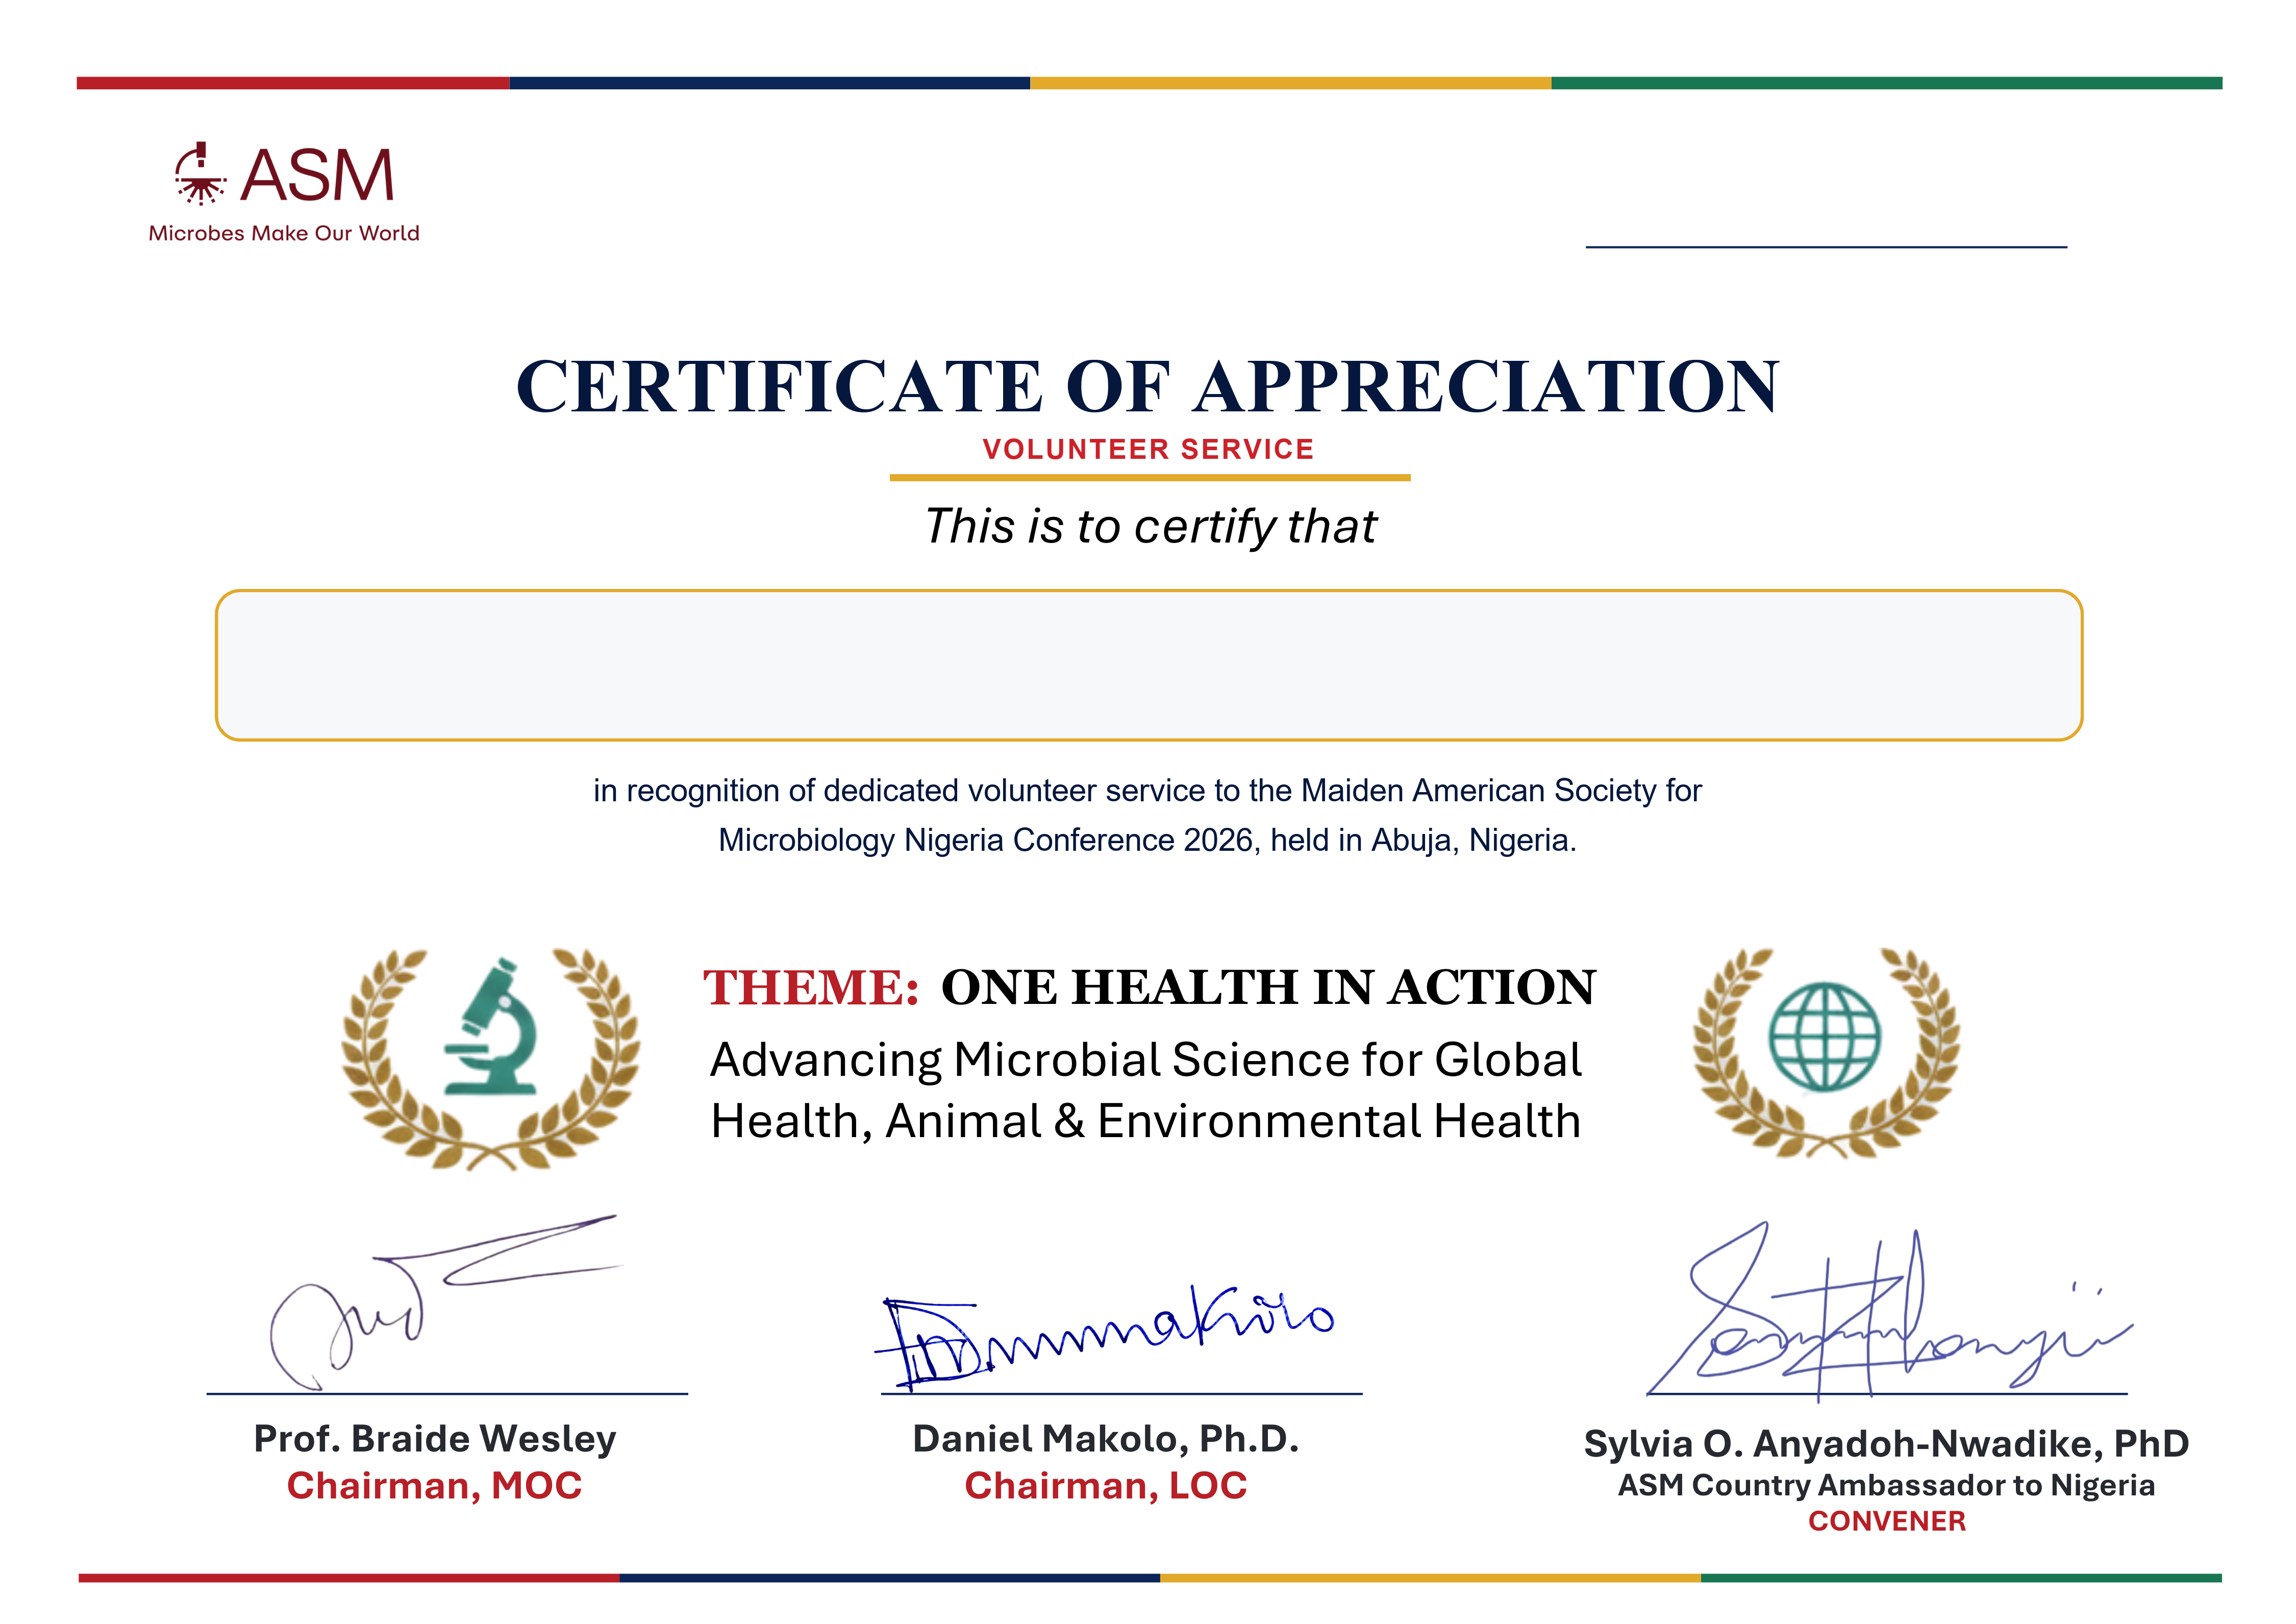 ASM
Microbes Make Our World
CERTIFICATE OF APPRECIATION
VOLUNTEER SERVICE
This is to certify that
in recognition of dedicated volunteer service to the Maiden American Society for
Microbiology Nigeria Conference 2026, held in Abuja, Nigeria.
THEME: ONE HEALTH IN ACTION
Advancing Microbial Science for Global
Health, Animal & Environmental Health
Prof. Braide Wesley
Chairman, MOC
Daniel Makolo, Ph.D.
Chairman, LOC
Sylvia O. Anyadoh-Nwadike, PhD
ASM Country Ambassador to Nigeria
CONVENER